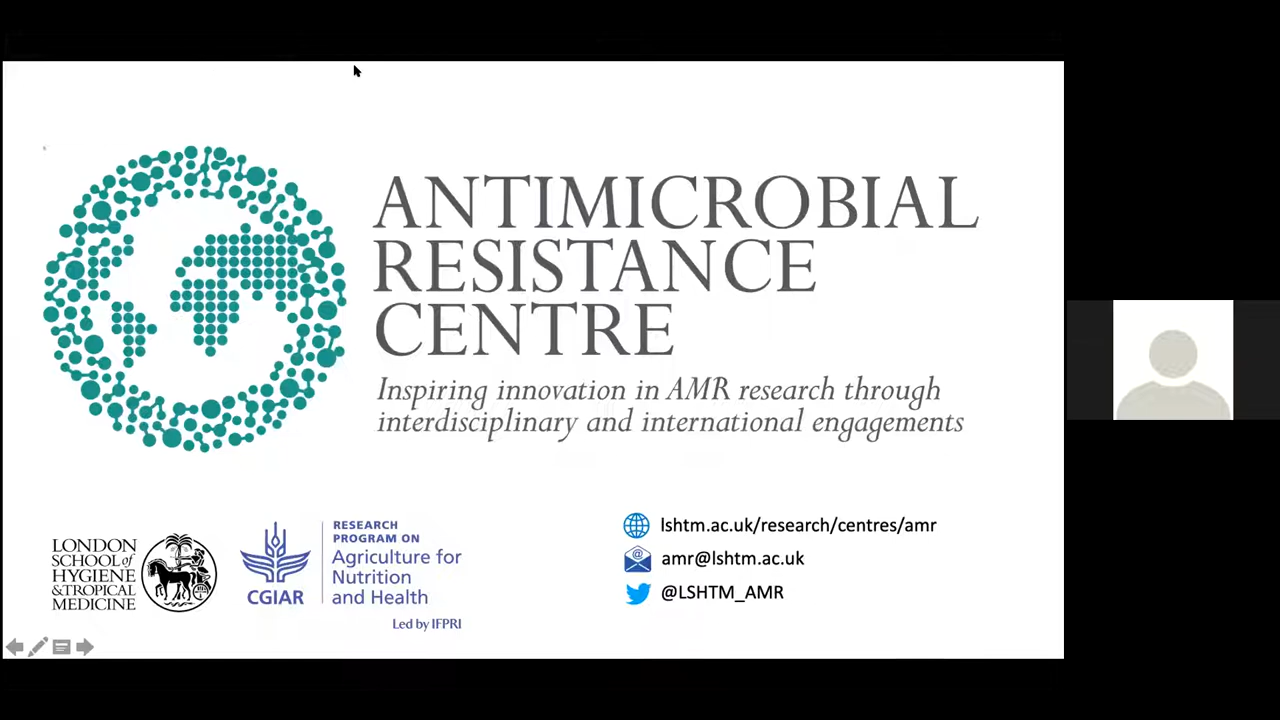 ANTIMICROBIAL
RESISTANCE
CENTRE
Inspiring innovation in AMR research through
interdisciplinary and international engagements
LONDON
SCHOOL of
HYGIENE
& TROPICAL
MEDICINE
CGIAR
RESEARCH
PROGRAM ON
Agriculture for
Nutrition
and Health
Led by IFPRI
lshtm.ac.uk/research/centres/amr
amr@lshtm.ac.uk
@LSHTM_AMR